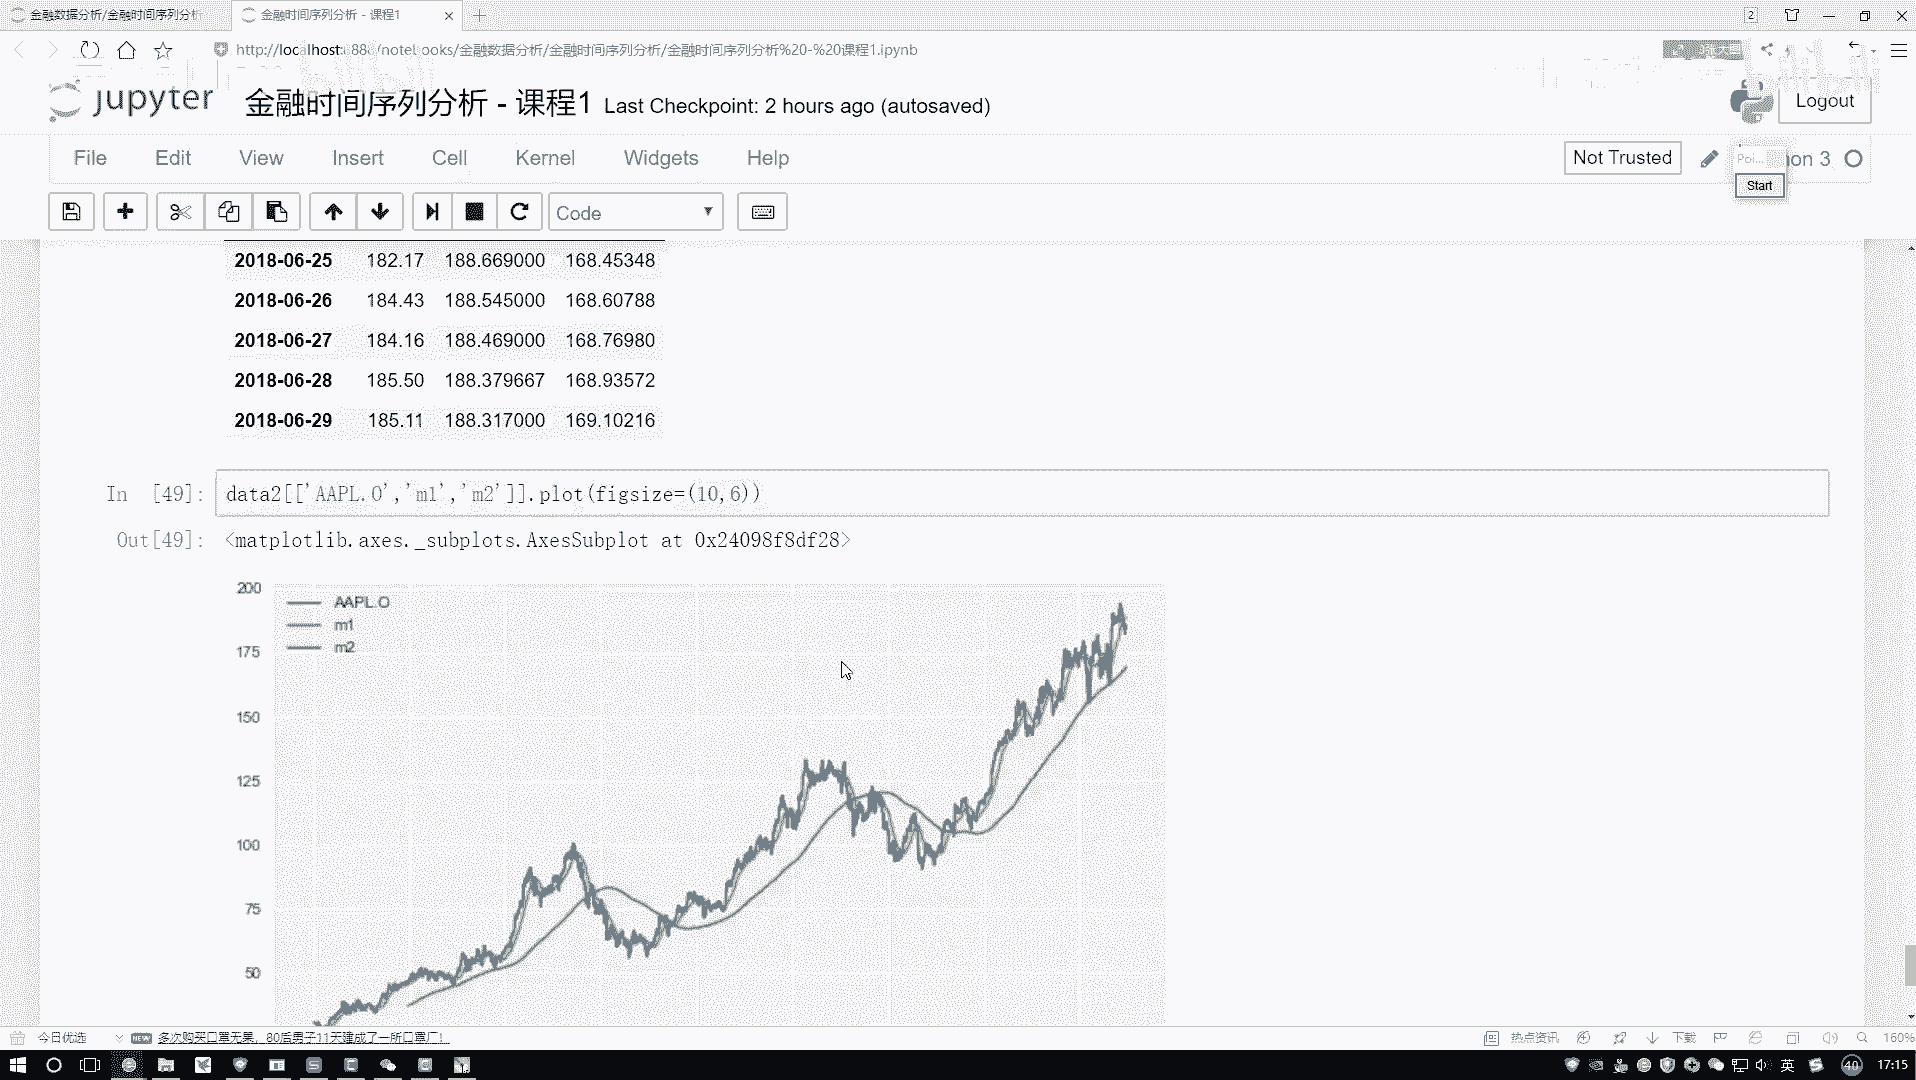 金融数据分析/金融时间序列分析
金融时间序列分析 - 课程1
2
http://localhost:888/notebooks/金融数据分析/金融时间序列分析/金融时间序列分析%20-%20课程1.ipynb
jupyter
金融时间序列分析 - 课程1 Last Checkpoint: 2 hours ago (autosaved)
Logout
File Edit View Insert Cell Kernel Widgets Help
Not Trusted
Poi...
on 3
Start
Code
2018-06-25 182.17 188.669000 168.45348
2018-06-26 184.43 188.545000 168.60788
2018-06-27 184.16 188.469000 168.76980
2018-06-28 185.50 188.379667 168.93572
2018-06-29 185.11 188.317000 169.10216
In [49]: data2[['AAPL.O','m1','m2']].plot(figsize=(10,6))
Out[49]: <matplotlib.axes._subplots.AxesSubplot at 0x24098f8df28>
200
AAPL.O
m1
m2
175
150
125
100
75
50
今日优选
NEW 多次购买口罩无果，80后男子11天建成了一所口罩厂！
热点资讯
下载
160%
英
40
17:15